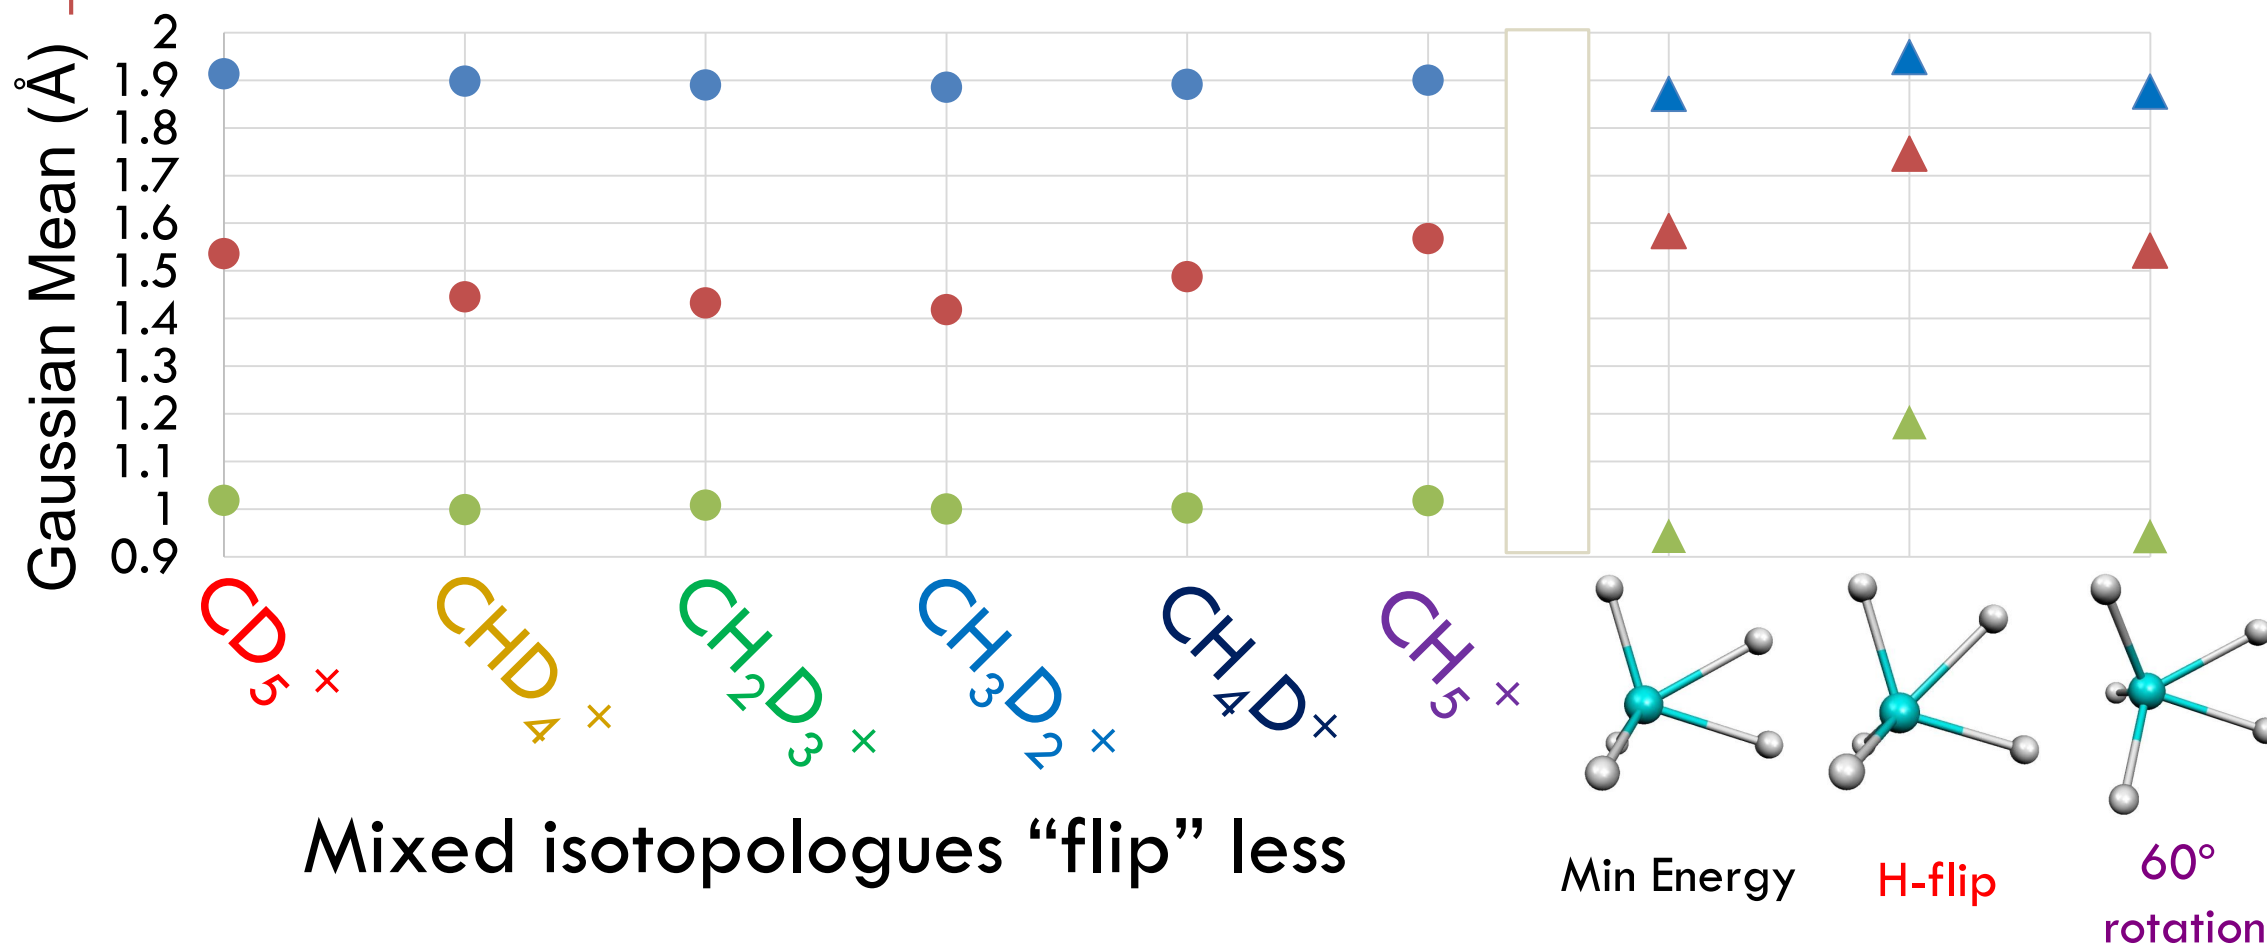 Gaussian Mean (Å)
2
1.9
1.8
1.7
1.6
1.5
1.4
1.3
1.2
1.1
1
0.9
CD5 ×
CHD4 ×
CH2D3 ×
CH3D2 ×
CH4D×
CH5 ×
Mixed isotopologues “flip” less
Min Energy
H-flip
60°
rotation